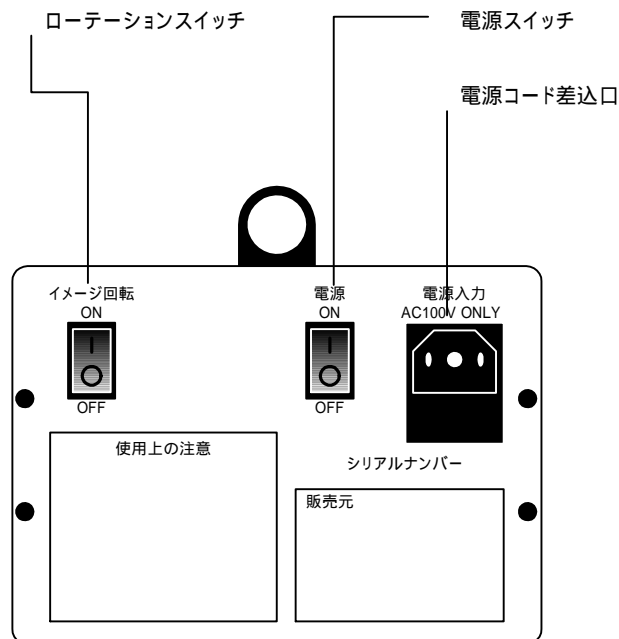 ローテーションスイッチ
電源スイッチ
電源コード差込口
イメージ回転
ON
OFF
電源
ON
OFF
電源入力
AC100V ONLY
使用上の注意
シリアルナンバー
販売元